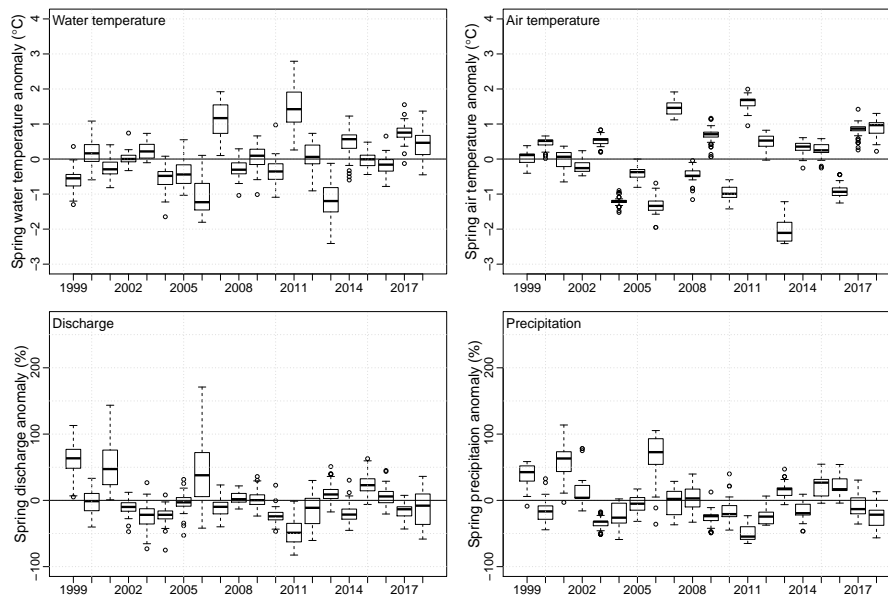 Water temperature
Spring water temperature anomaly (°C)
4
3
2
1
0
−1
−2
−3
1999 2002 2005 2008 2011 2014 2017
Air temperature
Spring air temperature anomaly (°C)
4
3
2
1
0
−1
−2
−3
1999 2002 2005 2008 2011 2014 2017
Discharge
Spring discharge anomaly (%)
200
100
0
−100
1999 2002 2005 2008 2011 2014 2017
Precipitation
Spring precipitaion anomaly (%)
200
100
0
−100
1999 2002 2005 2008 2011 2014 2017